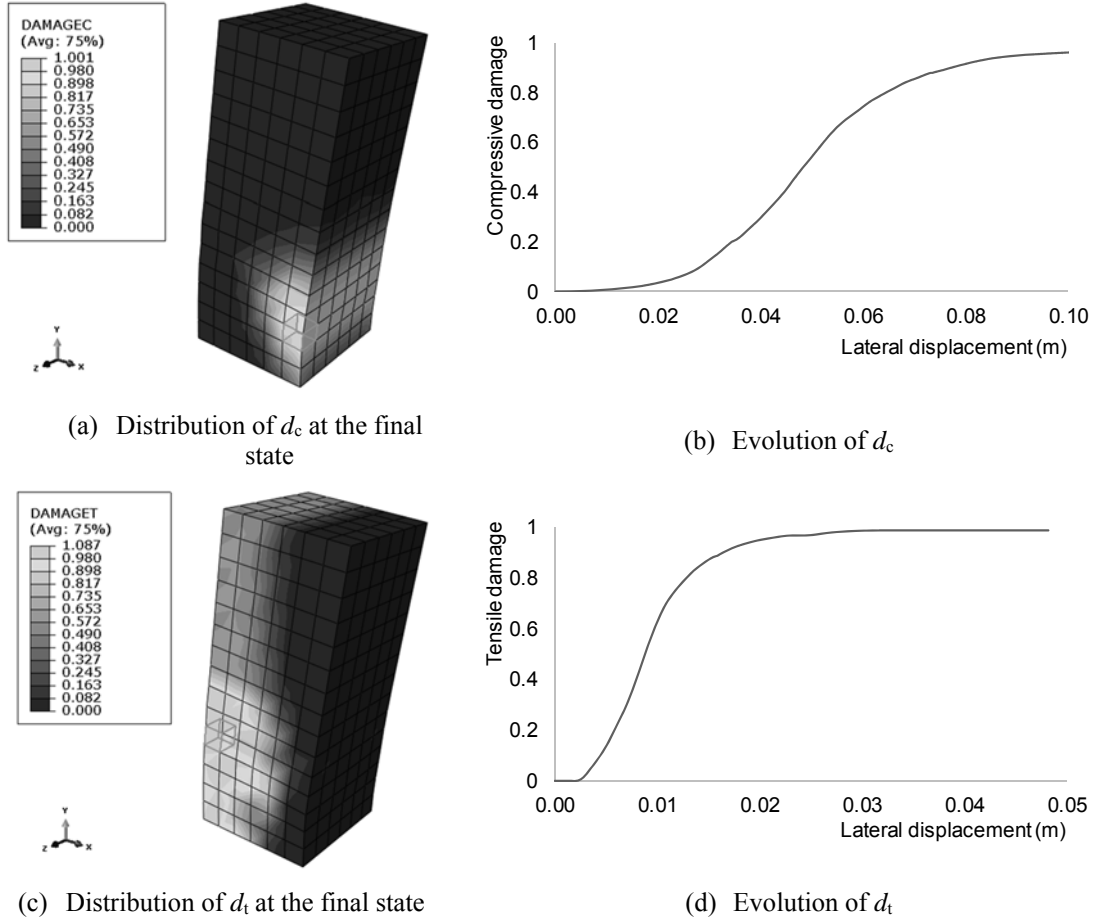 DAMAGEC
(Avg: 75%)
1.001
0.980
0.898
0.817
0.735
0.653
0.572
0.490
0.408
0.327
0.245
0.163
0.082
0.000
Y
Z
X
(a) Distribution of dc at the final
state
Compressive damage
1
0.8
0.6
0.4
0.2
0
0.00 0.02 0.04 0.06 0.08 0.10
Lateral displacement (m)
(b) Evolution of dc
DAMAGET
(Avg: 75%)
1.087
0.980
0.898
0.817
0.735
0.653
0.572
0.490
0.408
0.327
0.245
0.163
0.082
0.000
Y
Z
X
(c) Distribution of dt at the final state
Tensile damage
1
0.8
0.6
0.4
0.2
0
0.00 0.01 0.02 0.03 0.04 0.05
Lateral displacement (m)
(d) Evolution of dt